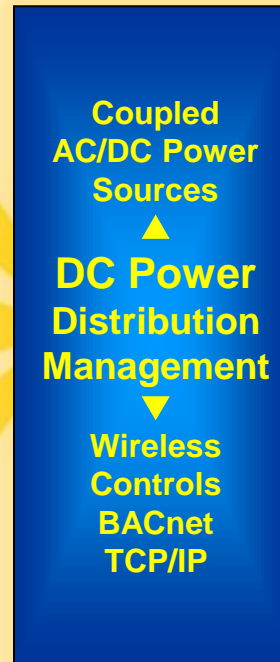 Coupled
AC/DC Power
Sources
DC Power
Distribution
Management
Wireless
Controls
BACnet
TCP/IP